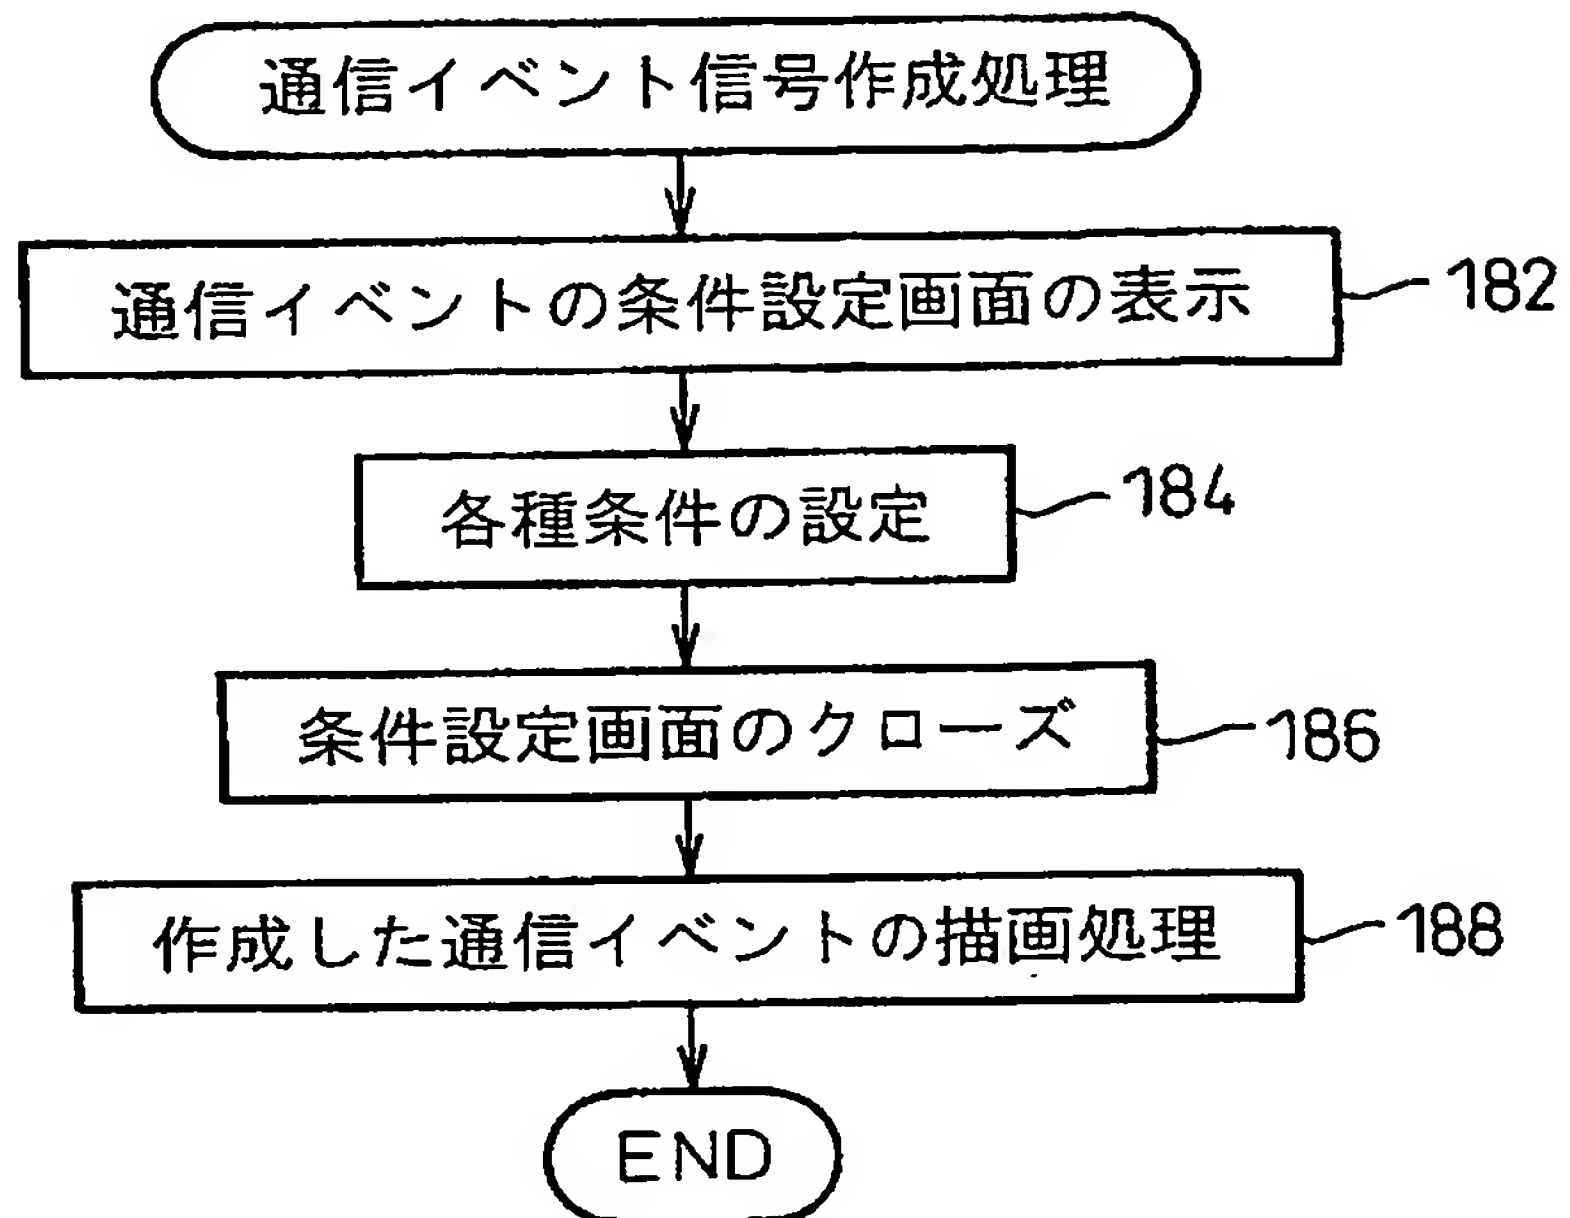 通信イベント信号作成処理
通信イベントの条件設定画面の表示
182
各種条件の設定
184
条件設定画面のクローズ
186
作成した通信イベントの描画処理
188
END